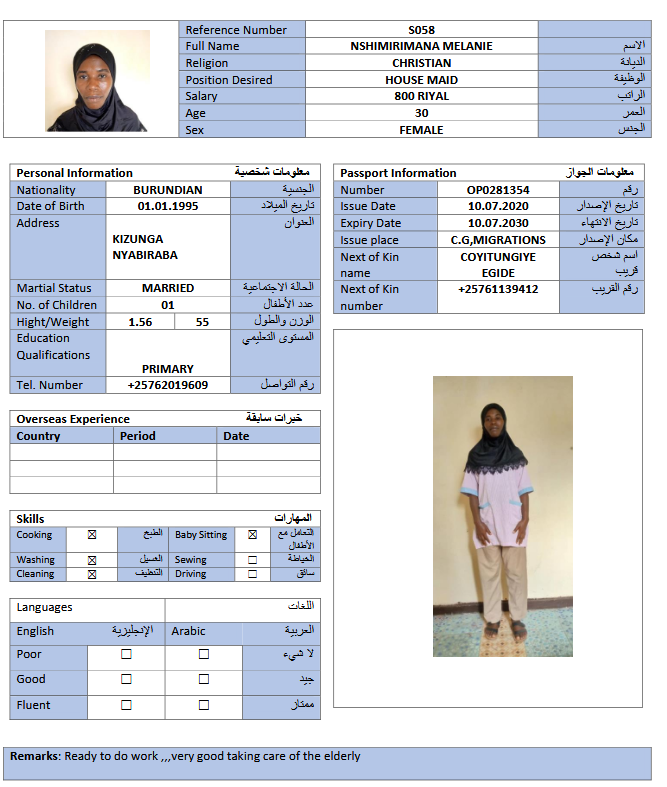 Reference Number S058
Full Name NSHIMIRIMANA MELANIE الاسم
Religion CHRISTIAN الديانة
Position Desired HOUSE MAID الوظيفة
Salary 800 RIYAL الراتب
Age 30 العمر
Sex FEMALE الجنس
Personal Information معلومات شخصية
Nationality BURUNDIAN الجنسية
Date of Birth 01.01.1995 تاريخ الميلاد
Address العنوان
KIZUNGA
NYABIRABA
Martial Status MARRIED الحالة الاجتماعية
No. of Children 01 عدد الأطفال
Hight/Weight 1.56 55 الوزن والطول
Education المستوى التعليمي
Qualifications
PRIMARY
Tel. Number +25762019609 رقم التواصل
Passport Information معلومات الجواز
Number OP0281354 رقم
Issue Date 10.07.2020 تاريخ الإصدار
Expiry Date 10.07.2030 تاريخ الانتهاء
Issue place C.G,MIGRATIONS مكان الإصدار
Next of Kin COYITUNGIYE اسم شخص
name EGIDE قريب
Next of Kin +25761139412 رقم القريب
number
Overseas Experience خبرات سابقة
Country Period Date
Skills المهارات
Cooking ☒ الطبخ Baby Sitting ☒ التعامل مع
الأطفال
Washing ☒ الغسيل Sewing ☐ الخياطة
Cleaning ☒ التنظيف Driving ☐ سائق
Languages اللغات
English الإنجليزية Arabic العربية
Poor ☐ ☐ لا شيء
Good ☐ ☐ جيد
Fluent ☐ ☐ ممتاز
Remarks: Ready to do work ,,,very good taking care of the elderly